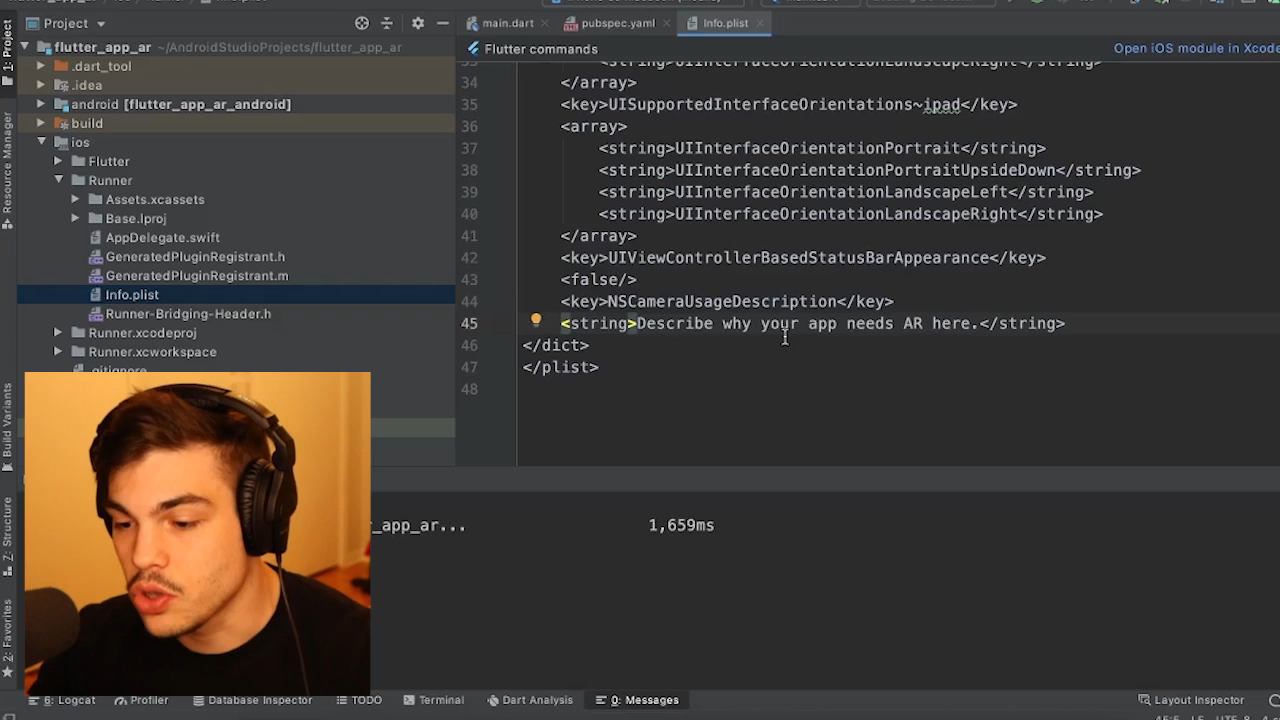 Project
main.dart
pubspec.yaml
Info.plist
1: Project
flutter_app_ar ~/AndroidStudioProjects/flutter_app_ar
Flutter commands
Open iOS module in Xcode
.dart_tool
<string>UIInterfaceOrientationLandscapeRight</string>
.idea
34 </array>
android [flutter_app_ar_android]
35 <key>UISupportedInterfaceOrientations~ipad</key>
build
36 <array>
ios
37 <string>UIInterfaceOrientationPortrait</string>
Flutter
38 <string>UIInterfaceOrientationPortraitUpsideDown</string>
Runner
39 <string>UIInterfaceOrientationLandscapeLeft</string>
Assets.xcassets
40 <string>UIInterfaceOrientationLandscapeRight</string>
Base.lproj
41 </array>
AppDelegate.swift
42 <key>UIViewControllerBasedStatusBarAppearance</key>
GeneratedPluginRegistrant.h
43 <false/>
GeneratedPluginRegistrant.m
44 <key>NSCameraUsageDescription</key>
Info.plist
45 <string>Describe why your app needs AR here.</string>
Runner-Bridging-Header.h
46 </dict>
Runner.xcodeproj
47 </plist>
Runner.xcworkspace
48
.gitignore
Resource Manager
Build Variants
7: Structure
2: Favorites
r_app_ar... 1,659ms
6: Logcat
Profiler
Database Inspector
TODO
Terminal
Dart Analysis
0: Messages
Layout Inspector